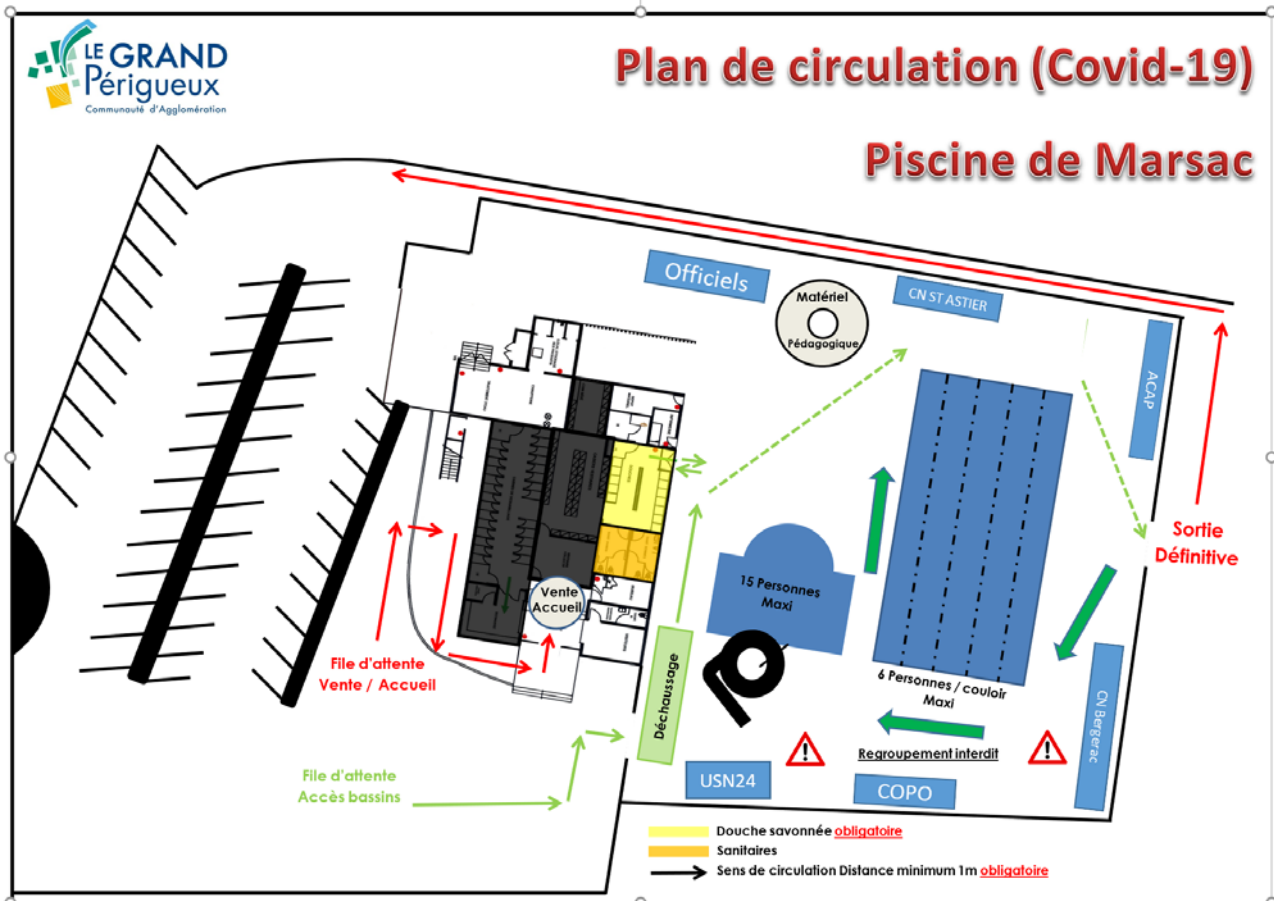 LE GRAND
Périgueux
Communauté d'Agglomération
Plan de circulation (Covid-19)
Piscine de Marsac
Officiels
Matériel
Pédagogique
CN ST ASTIER
ACAP
Sortie
Définitive
15 Personnes
Maxi
Vente
Accueil
File d'attente
Vente / Accueil
Déchaussage
6 Personnes / couloir
Maxi
CN Bergerac
Regroupement interdit
File d'attente
Accès bassins
USN24
COPO
Douche savonnée obligatoire
Sanitaires
Sens de circulation Distance minimum 1m obligatoire